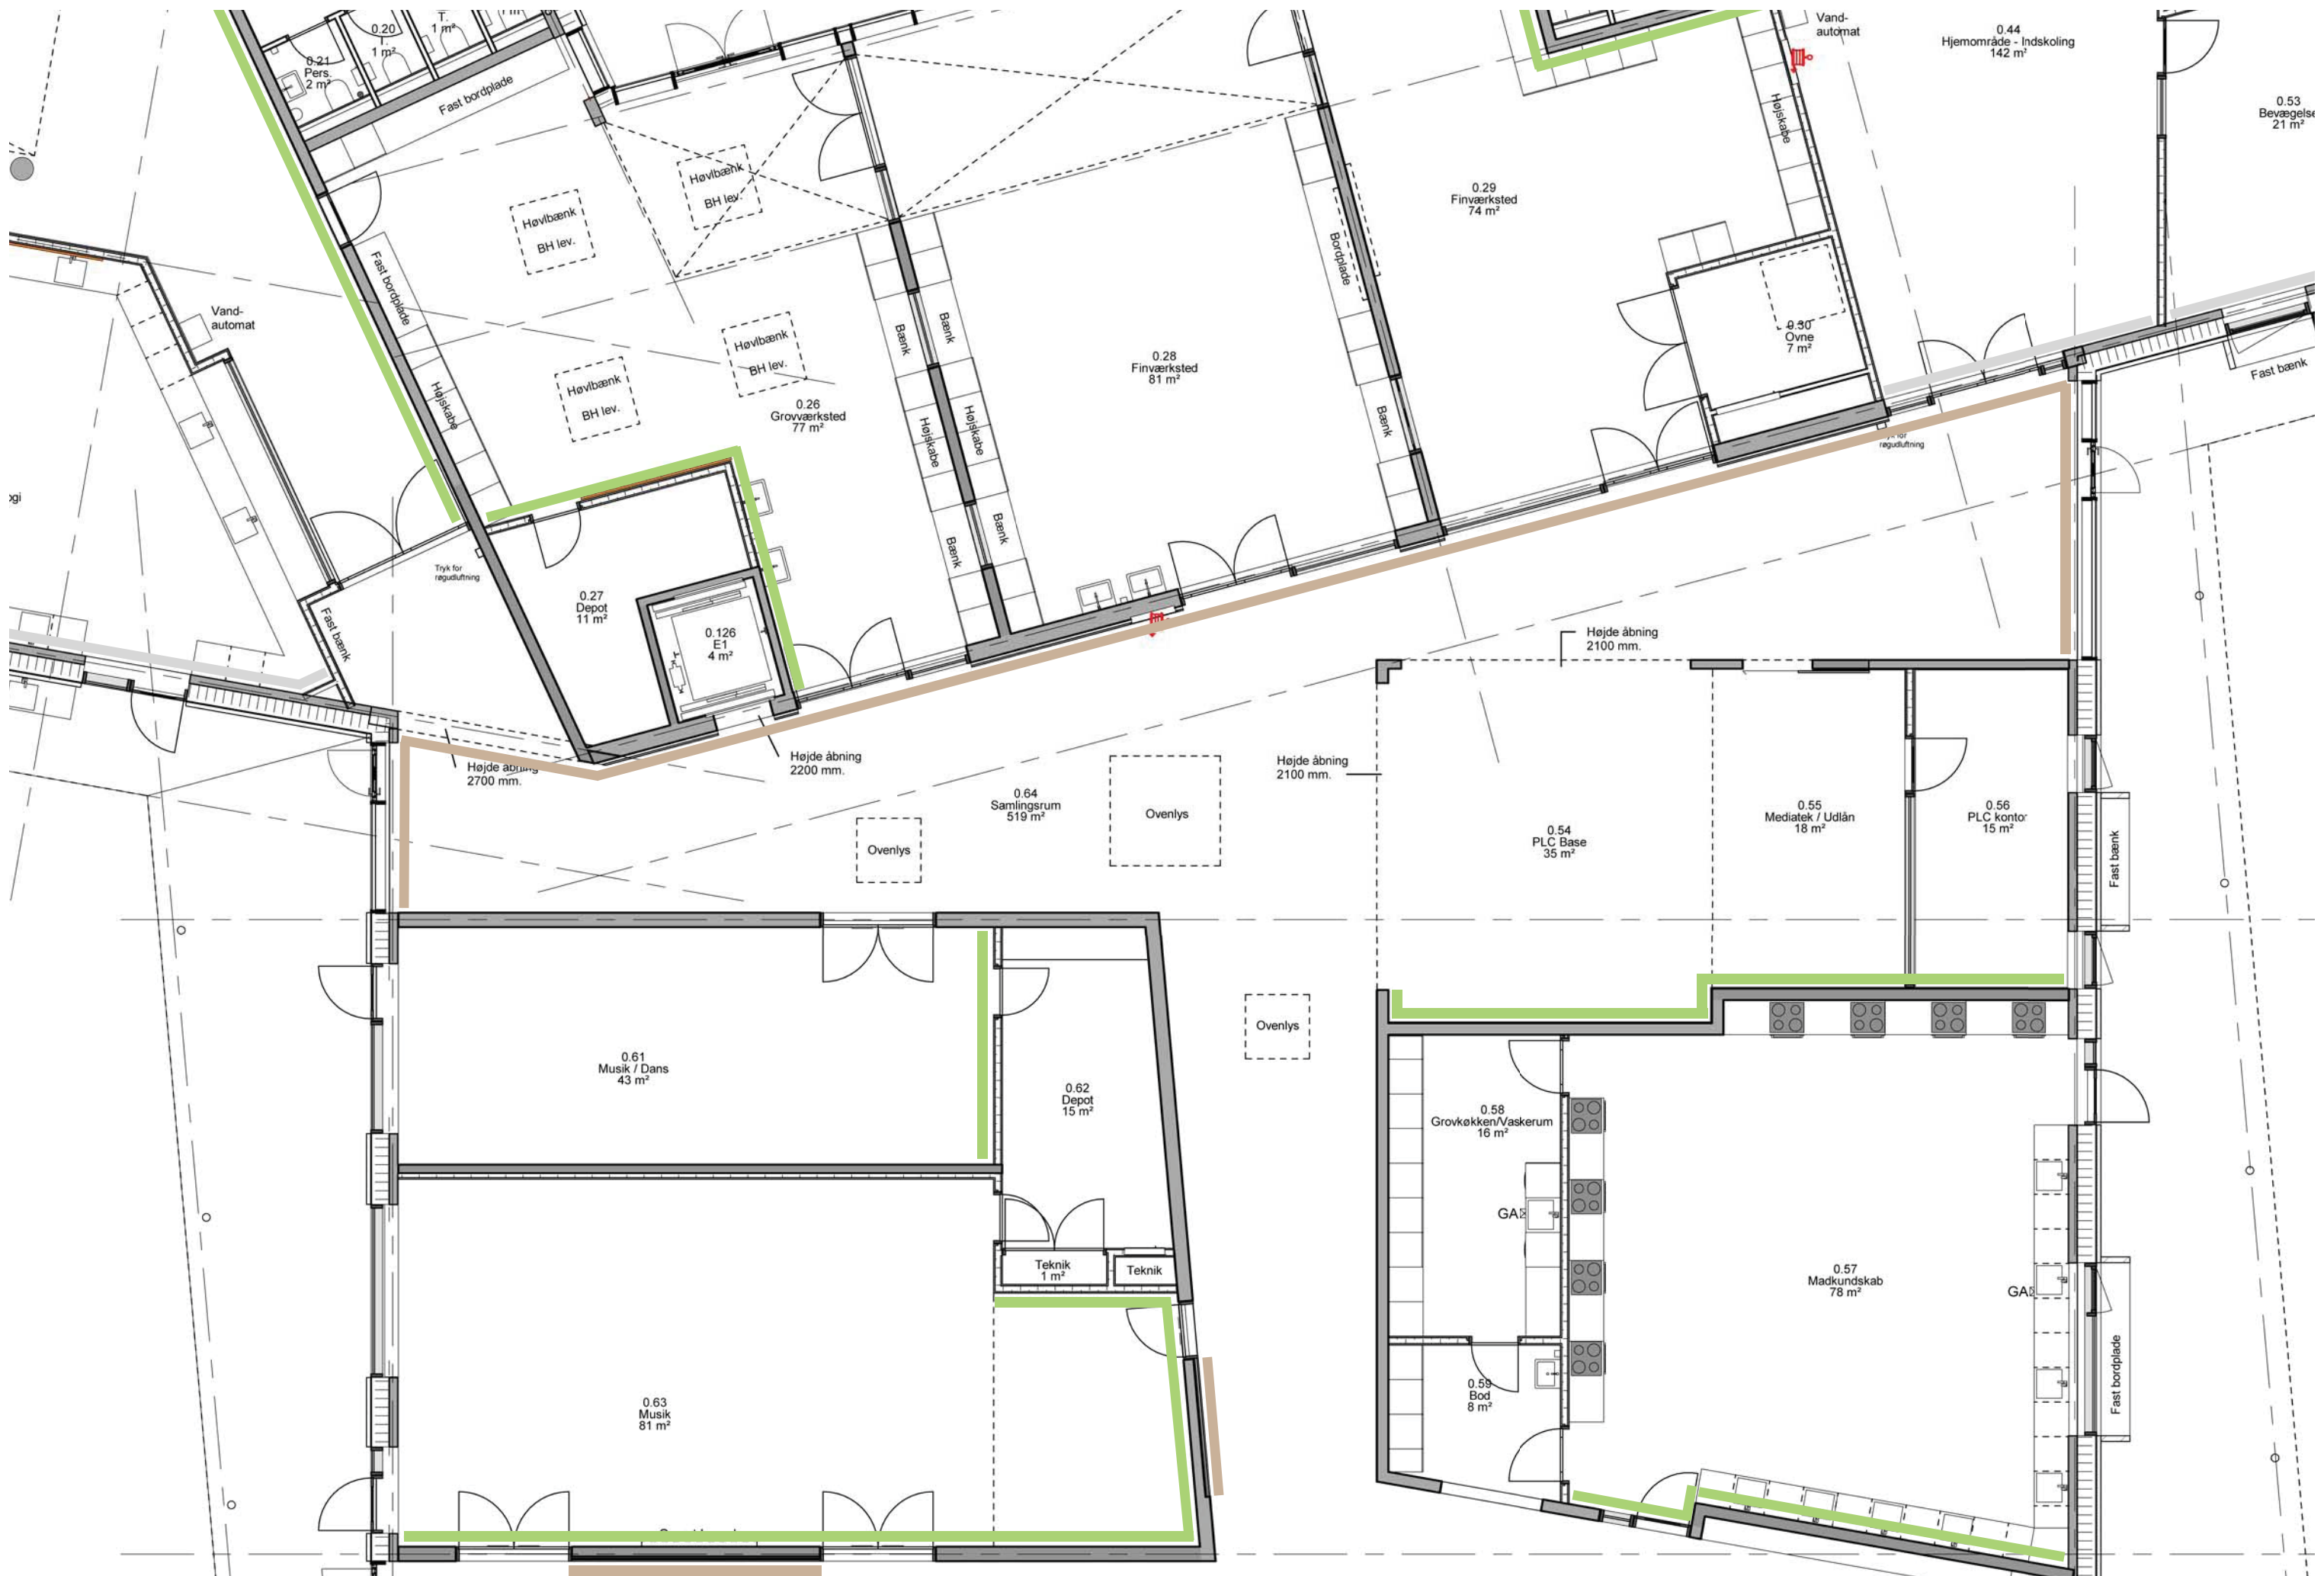 T.
1 m²
0.20
T.
1 m²
0.21
Pers.
2 m²
Fast bordplade
Vand-
automat
0.44
Hjemområde - Indskoling
142 m²
0.53
Bevægelse
21 m²
Højskabe
Høvlbænk
BH lev.
Høvlbænk
BH lev.
0.29
Finværksted
74 m²
Fast bordplade
Bordplade
Vand-
automat
Bænk
Bænk
Høvlbænk
BH lev.
Høvlbænk
BH lev.
0.30
Ovne
7 m²
0.28
Finværksted
81 m²
Fast bænk
0.26
Grovværksted
77 m²
Højskabe
Højskabe
Højskabe
Bænk
røgudluftning
Bænk
Bænk
Tryk for
røgudluftning
0.27
Depot
11 m²
0.126
E1
4 m²
Fast bænk
Højde åbning
2100 mm.
Højde åbning
2700 mm.
Højde åbning
2200 mm.
Højde åbning
2100 mm.
0.64
Samlingsrum
519 m²
Ovenlys
Ovenlys
0.54
PLC Base
35 m²
0.55
Mediatek / Udlån
18 m²
0.56
PLC kontor
15 m²
Fast bænk
Ovenlys
0.61
Musik / Dans
43 m²
0.62
Depot
15 m²
0.58
Grovkøkken/Vaskerum
16 m²
GA
Teknik
1 m²
Teknik
0.57
Madkundskab
78 m²
GA
0.59
Bod
8 m²
Fast bordplade
0.63
Musik
81 m²